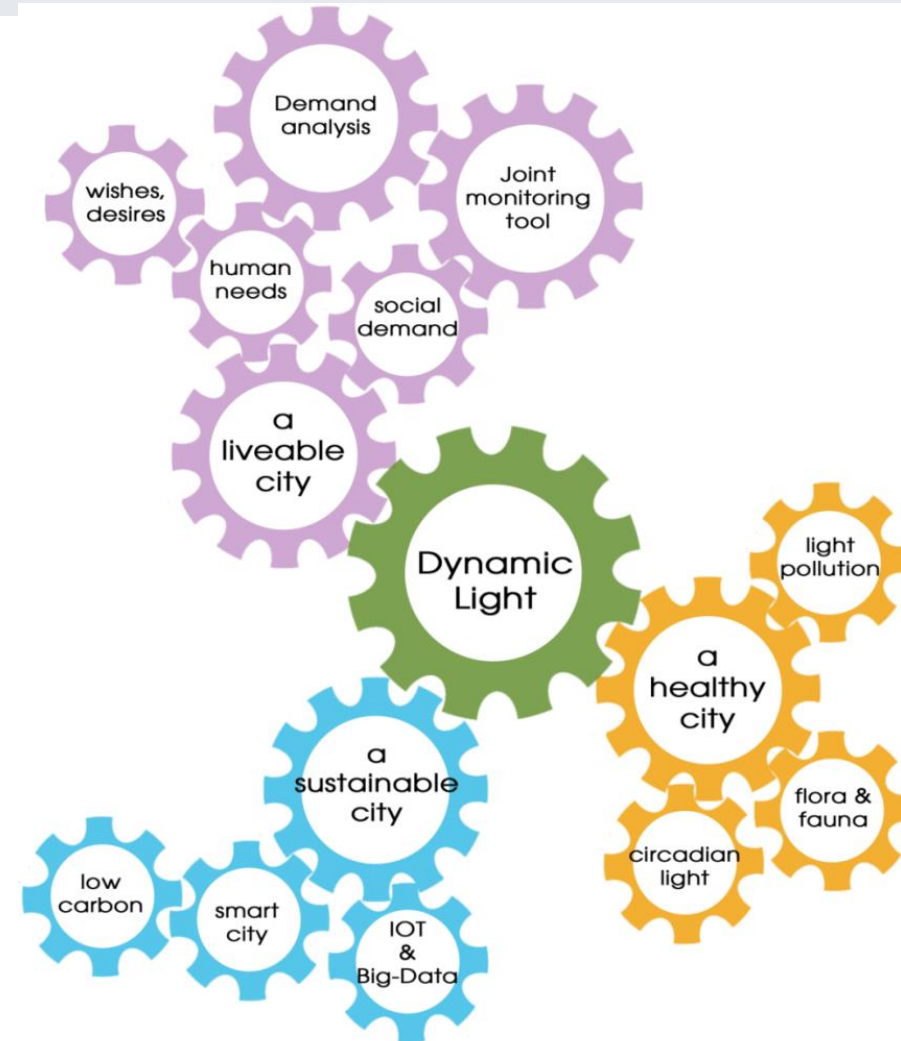 Demand
analysis
Joint
monitoring
tool
wishes,
desires
human
needs
social
demand
a
liveable
city
Dynamic
Light
light
pollution
a
healthy
city
flora &
fauna
circadian
light
a
sustainable
city
low
carbon
smart
city
IOT
&
Big-Data